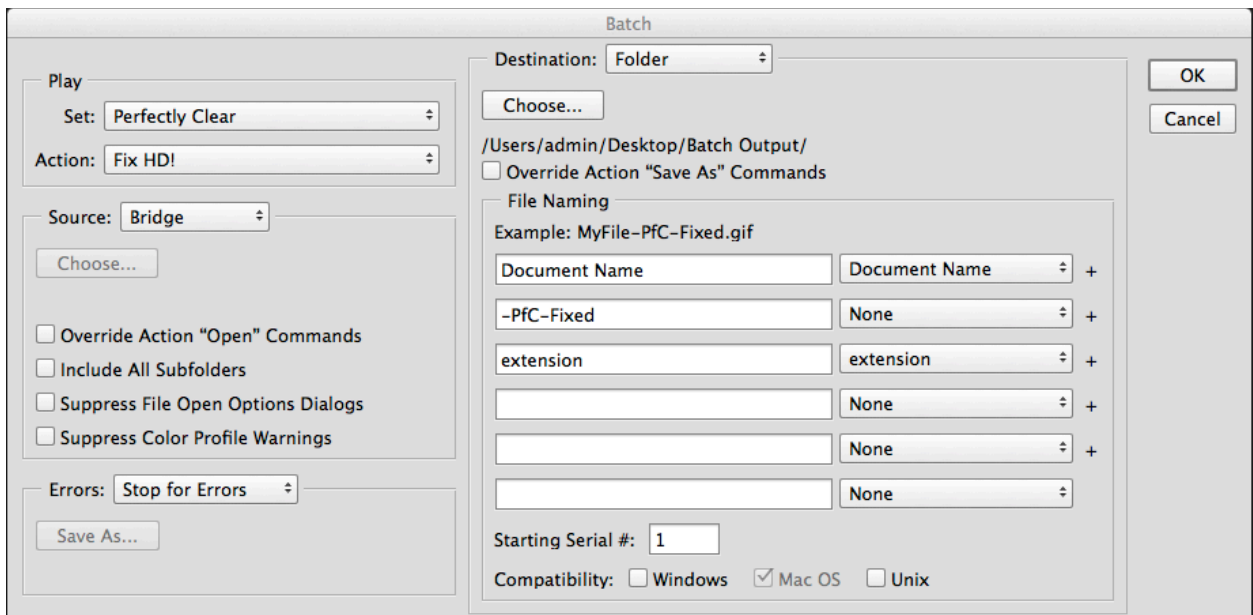 Batch
Play
Set: Perfectly Clear
Action: Fix HD!
Source: Bridge
Choose...
Override Action “Open” Commands
Include All Subfolders
Suppress File Open Options Dialogs
Suppress Color Profile Warnings
Errors: Stop for Errors
Save As...
Destination: Folder
Choose...
/Users/admin/Desktop/Batch Output/
Override Action “Save As” Commands
File Naming
Example: MyFile-PfC-Fixed.gif
Document Name Document Name +
-PfC-Fixed None +
extension extension +
None +
None +
None
Starting Serial #: 1
Compatibility: Windows Mac OS Unix
OK
Cancel